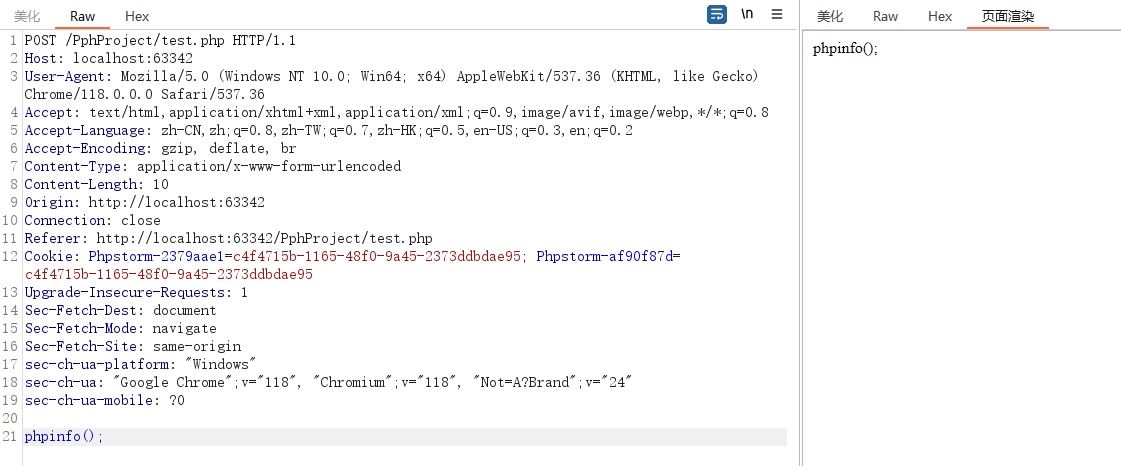 美化 Raw Hex \n
1 POST /PphProject/test.php HTTP/1.1
2 Host: localhost:63342
3 User-Agent: Mozilla/5.0 (Windows NT 10.0; Win64; x64) AppleWebKit/537.36 (KHTML, like Gecko)
Chrome/118.0.0.0 Safari/537.36
4 Accept: text/html,application/xhtml+xml,application/xml;q=0.9,image/avif,image/webp,*/*;q=0.8
5 Accept-Language: zh-CN,zh;q=0.8,zh-TW;q=0.7,zh-HK;q=0.5,en-US;q=0.3,en;q=0.2
6 Accept-Encoding: gzip, deflate, br
7 Content-Type: application/x-www-form-urlencoded
8 Content-Length: 10
9 Origin: http://localhost:63342
10 Connection: close
11 Referer: http://localhost:63342/PphProject/test.php
12 Cookie: Phpstorm-2379aae1=c4f4715b-1165-48f0-9a45-2373ddbdae95; Phpstorm-af90f87d=
c4f4715b-1165-48f0-9a45-2373ddbdae95
13 Upgrade-Insecure-Requests: 1
14 Sec-Fetch-Dest: document
15 Sec-Fetch-Mode: navigate
16 Sec-Fetch-Site: same-origin
17 sec-ch-ua-platform: "Windows"
18 sec-ch-ua: "Google Chrome";v="118", "Chromium";v="118", "Not=A?Brand";v="24"
19 sec-ch-ua-mobile: ?0
20
21 phpinfo();
美化 Raw Hex 页面渲染
phpinfo();